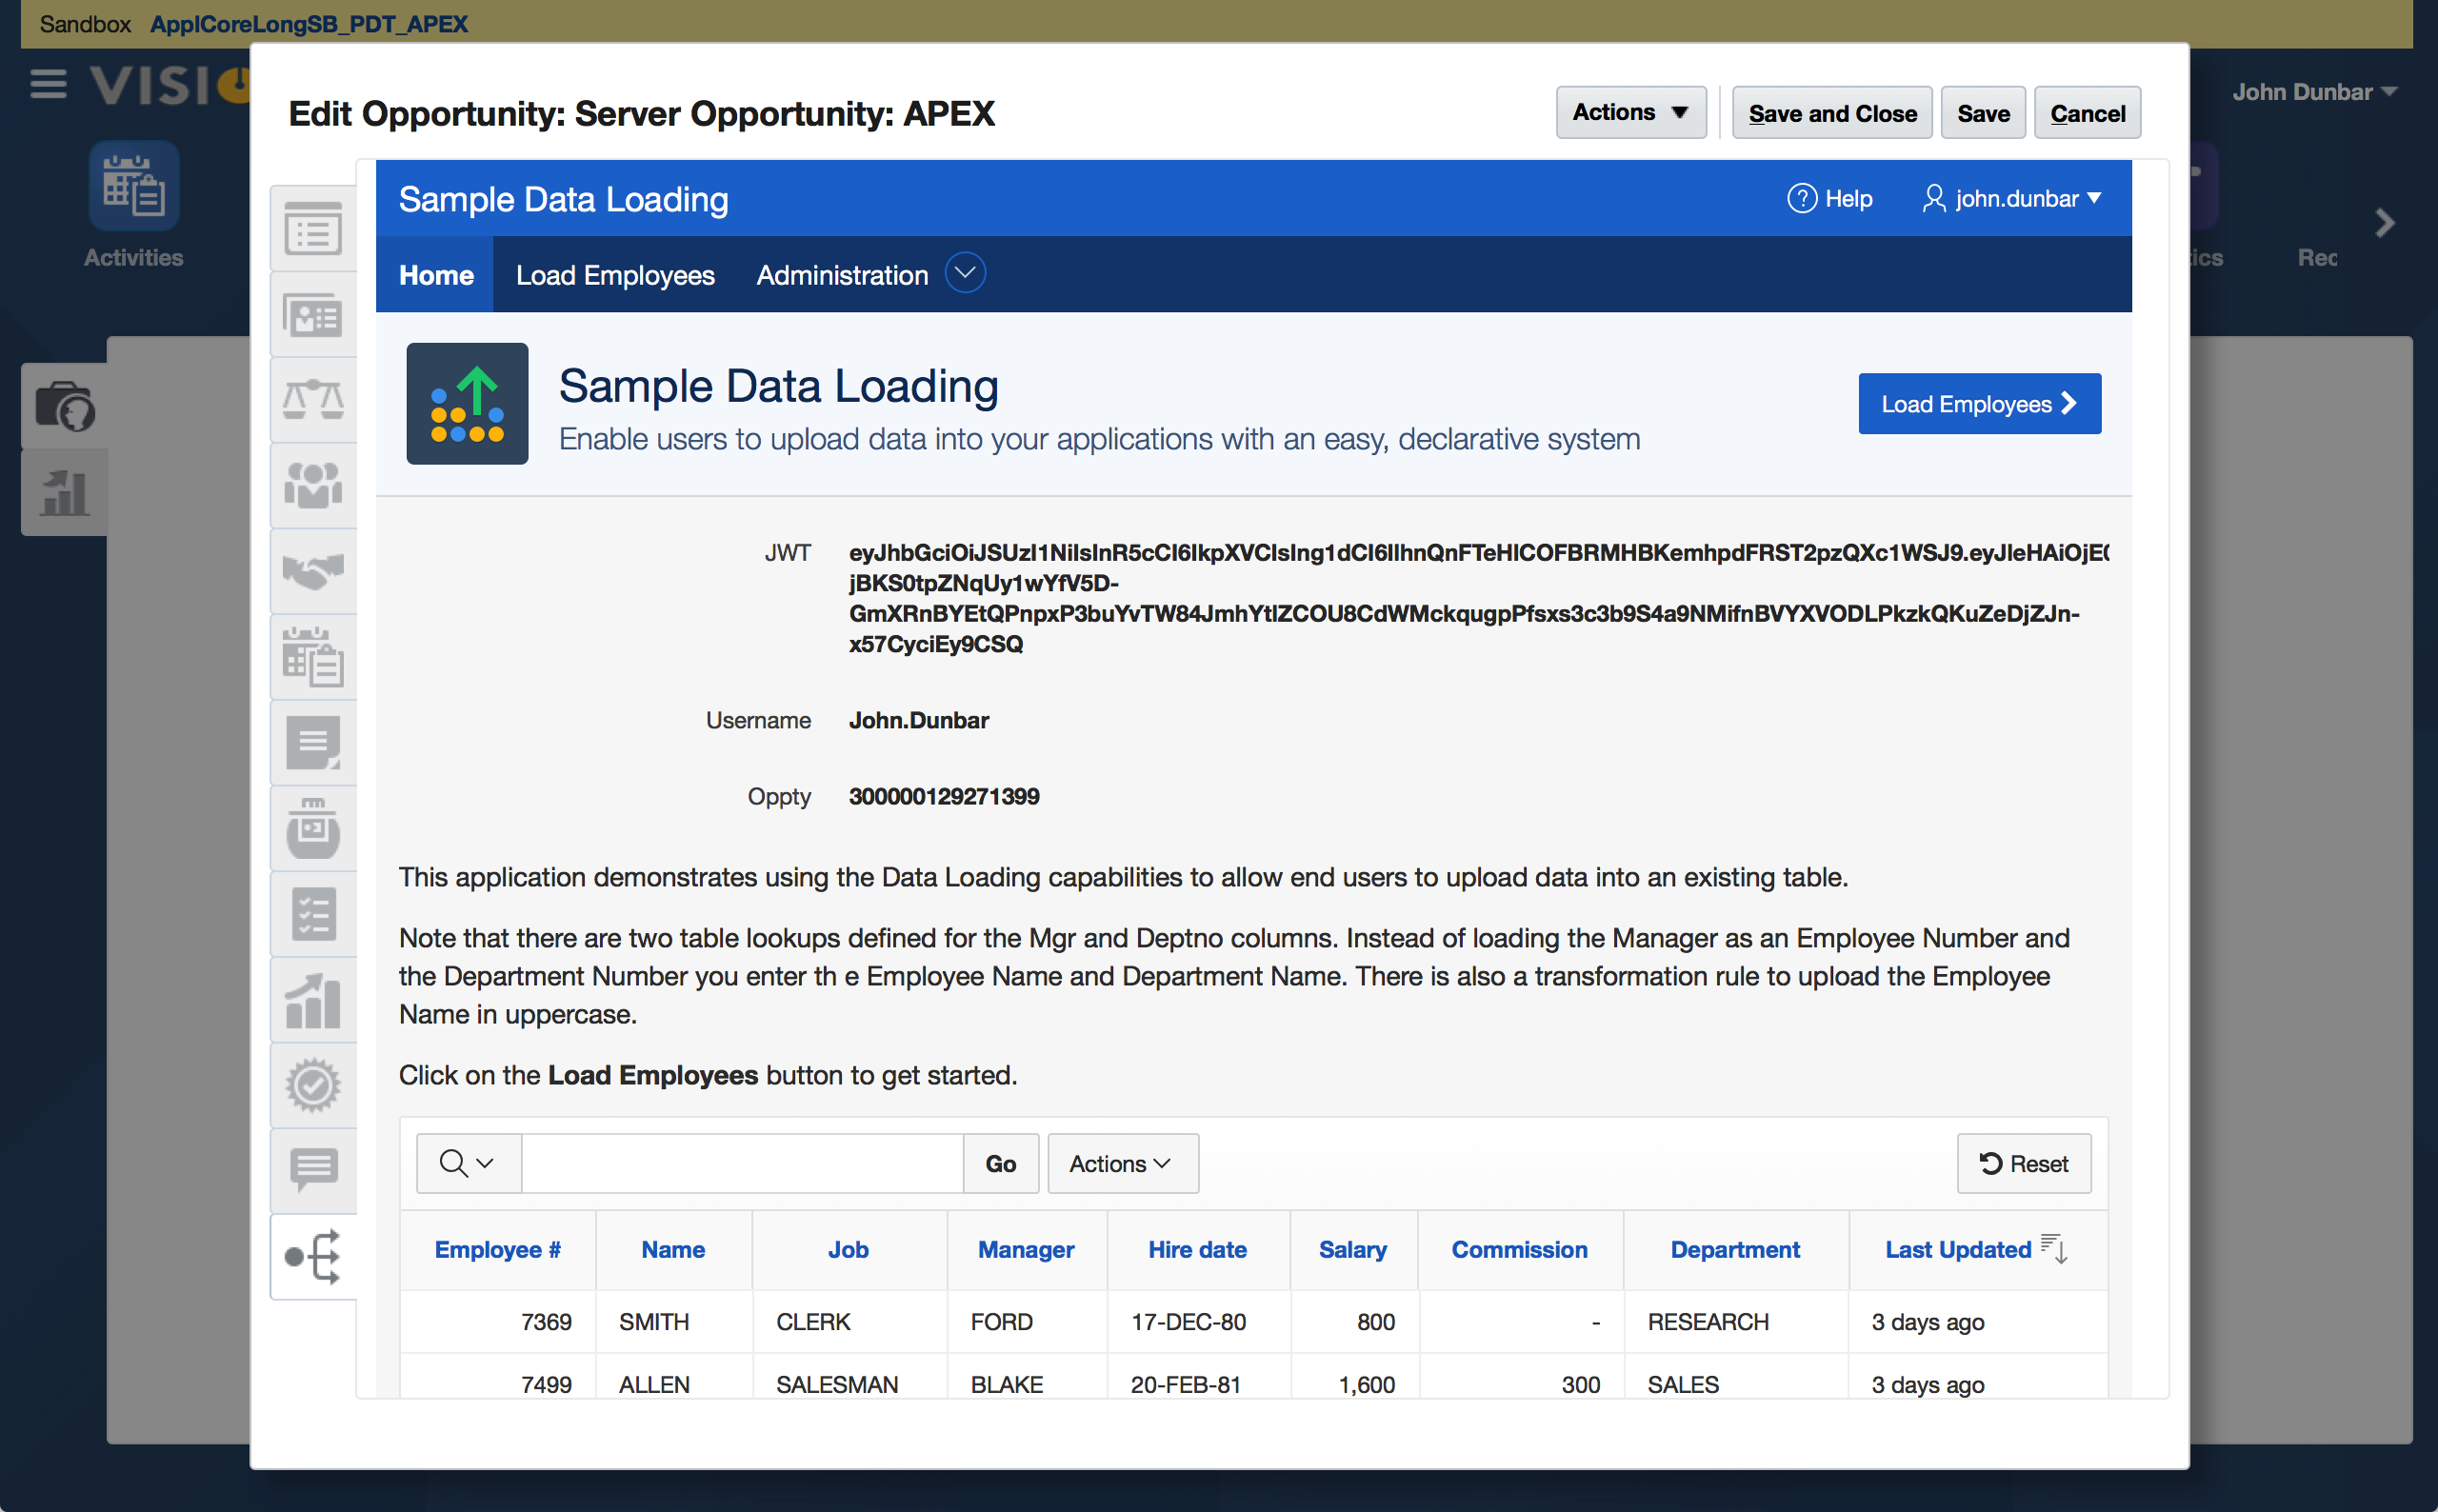 Sandbox ApplCoreLongSB_PDT_APEX
VISI
John Dunbar
Activities
Edit Opportunity: Server Opportunity: APEX
Actions
Save and Close
Save
Cancel
Sample Data Loading
Help
john.dunbar
Home
Load Employees
Administration
Sample Data Loading
Enable users to upload data into your applications with an easy, declarative system
Load Employees
JWT
jBKS0tpZNqUy1wYfV5D-
x57CyciEy9CSQ
Username John.Dunbar
Oppty 300000129271399
This application demonstrates using the Data Loading capabilities to allow end users to upload data into an existing table.
Note that there are two table lookups defined for the Mgr and Deptno columns. Instead of loading the Manager as an Employee Number and
the Department Number you enter th e Employee Name and Department Name. There is also a transformation rule to upload the Employee
Name in uppercase.
Click on the Load Employees button to get started.
Go
Actions
Reset
Employee # Name Job Manager Hire date Salary Commission Department Last Updated
7369 SMITH CLERK FORD 17-DEC-80 800 - RESEARCH 3 days ago
7499 ALLEN SALESMAN BLAKE 20-FEB-81 1,600 300 SALES 3 days ago